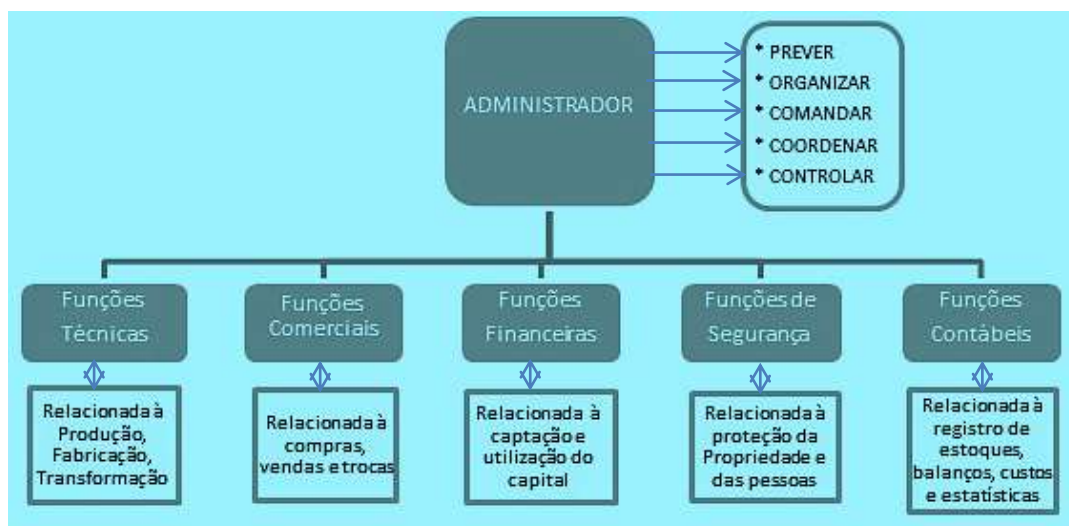 ADMINISTRADOR
* PREVER
* ORGANIZAR
* COMANDAR
* COORDENAR
* CONTROLAR
Funções
Técnicas
Funções
Comerciais
Funções
Financeiras
Funções de
Segurança
Funções
Contábeis
Relacionada à
Produção,
Fabricação,
Transformação
Relacionada à
compras,
vendas e trocas
Relacionada à
captação e
utilização do
capital
Relacionada à
proteção da
Propriedade e
das pessoas
Relacionada à
registro de
estoques,
balanços, custos
e estatísticas